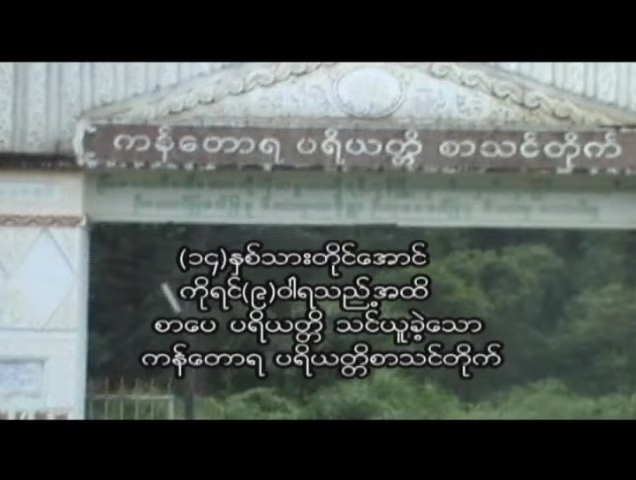 ကန်တောရ ပရိယတ္တိ စာသင်တိုက်
(၁၄)နှစ်သားတိုင်အောင်
ကိုရင်(၉)ဝါရသည့်အထိ
စာပေ ပရိယတ္တိ သင်ယူခဲ့သော
ကန်တောရ ပရိယတ္တိစာသင်တိုက်